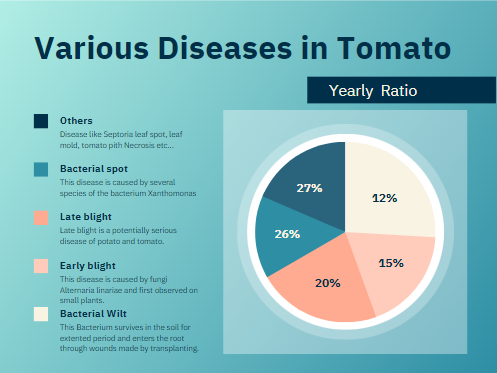 Various Diseases in Tomato
Yearly Ratio
Others
Disease like Septoria leaf spot, leaf
mold, tomato pith Necrosis etc...
Bacterial spot
This disease is caused by several
species of the bacterium Xanthomonas
Late blight
Late blight is a potentially serious
disease of potato and tomato.
Early blight
This disease is caused by fungi
Alternaria linariae and first observed on
small plants.
Bacterial Wilt
This Bacterium survives in the soil for
extented period and enters the root
through wounds made by transplanting.
27%
12%
26%
15%
20%